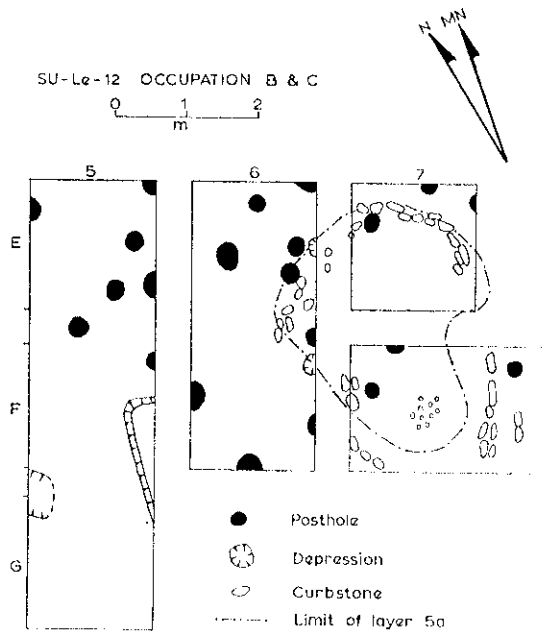 N MN
SU-Le-12 OCCUPATION B & C
0 1 2
m
5 6 7
E
F
G
Posthole
Depression
Curbstone
Limit of layer 5a